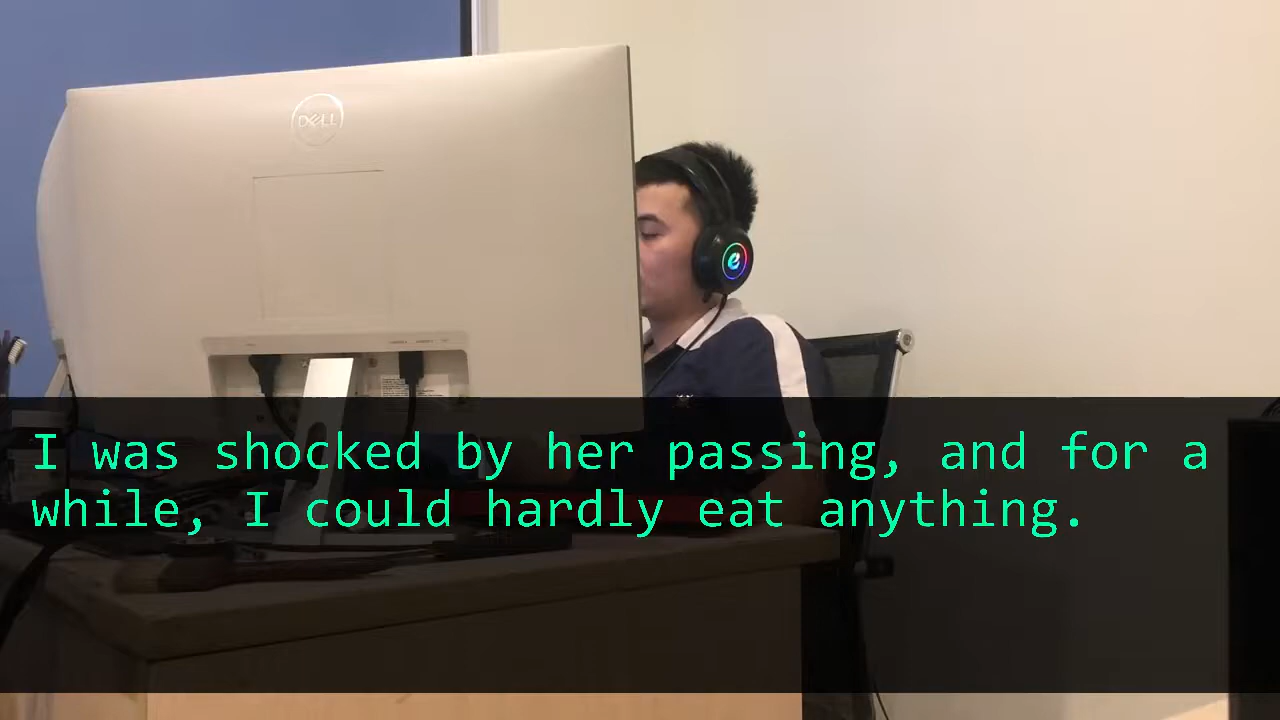 DELL
e
I was shocked by her passing, and for a
while, I could hardly eat anything.